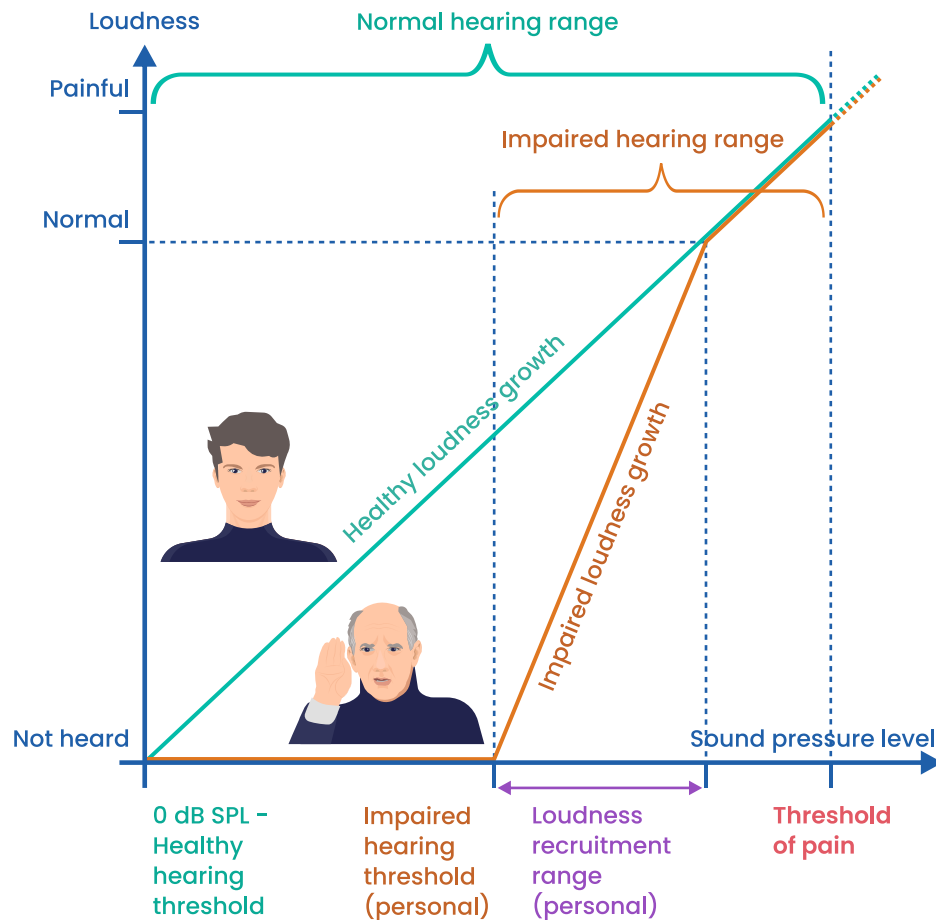 Loudness
Normal hearing range
Painful
Impaired hearing range
Normal
Healthy loudness growth
Impaired loudness growth
Not heard
Sound pressure level
0 dB SPL –
Healthy
hearing
threshold
Impaired
hearing
threshold
(personal)
Loudness
recruitment
range
(personal)
Threshold
of pain